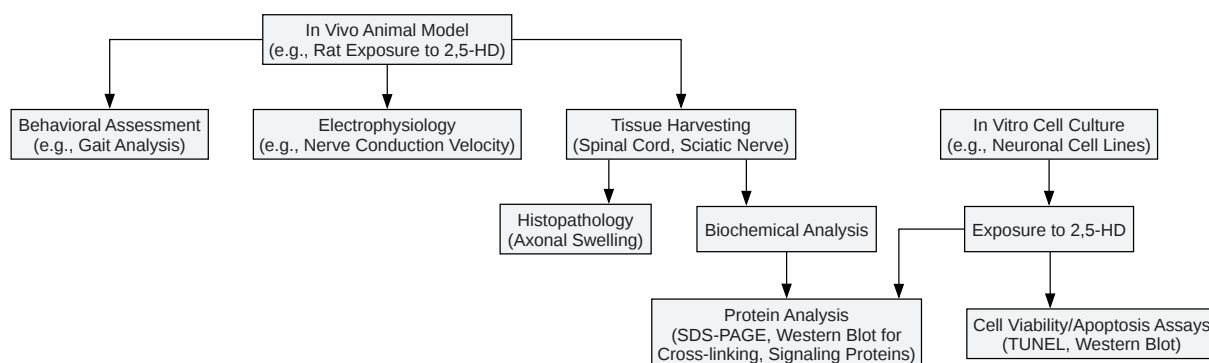 In Vivo Animal Model
(e.g., Rat Exposure to 2,5-HD)
Behavioral Assessment
(e.g., Gait Analysis)
Electrophysiology
(e.g., Nerve Conduction Velocity)
Tissue Harvesting
(Spinal Cord, Sciatic Nerve)
In Vitro Cell Culture
(e.g., Neuronal Cell Lines)
Histopathology
(Axonal Swelling)
Biochemical Analysis
Exposure to 2,5-HD
Protein Analysis
(SDS-PAGE, Western Blot for
Cross-linking, Signaling Proteins)
Cell Viability/Apoptosis Assays
(TUNEL, Western Blot)